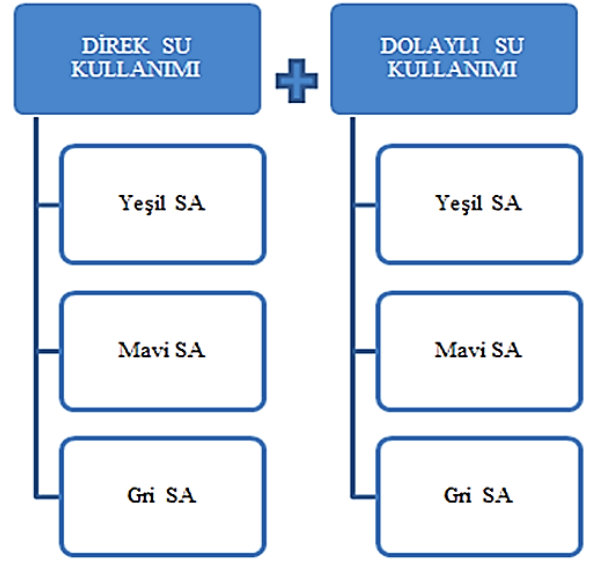 DİREK SU
KULLANIMI
DOLAYLI SU
KULLANIMI
Yeşil SA
Mavi SA
Gri SA
Yeşil SA
Mavi SA
Gri SA